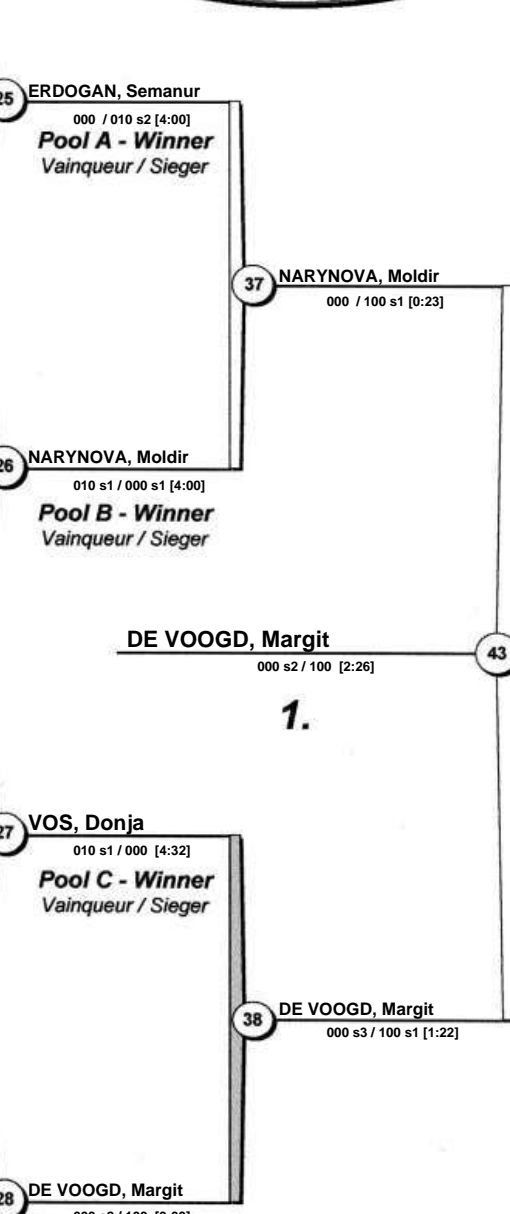 25 ERDOGAN, Semanur
000 / 010 s2 [4:00]
Pool A - Winner
Vainqueur / Sieger
37 NARYNOVA, Moldir
000 / 100 s1 [0:23]
26 NARYNOVA, Moldir
010 s1 / 000 s1 [4:00]
Pool B - Winner
Vainqueur / Sieger
DE VOOGD, Margit 43
000 s2 / 100 [2:26]
1.
27 VOS, Donja
010 s1 / 000 [4:32]
Pool C - Winner
Vainqueur / Sieger
38 DE VOOGD, Margit
000 s3 / 100 s1 [1:22]
28 DE VOOGD, Margit